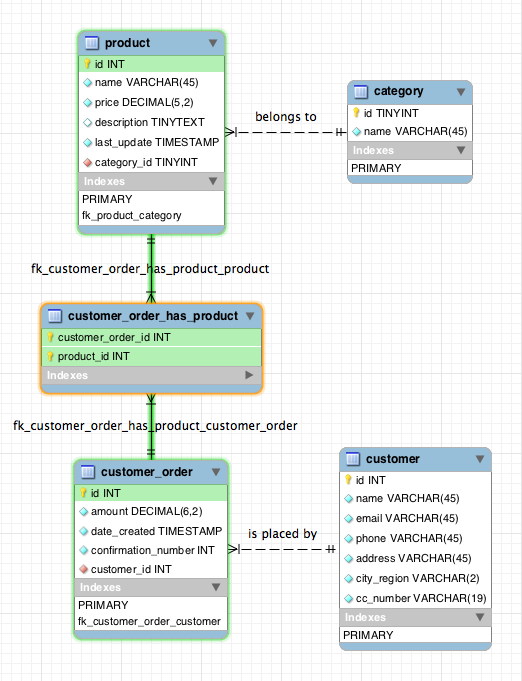 product
id INT
name VARCHAR(45)
price DECIMAL(5,2)
description TINYTEXT
last_update TIMESTAMP
category_id TINYINT
Indexes
PRIMARY
fk_product_category
belongs to
category
id TINYINT
name VARCHAR(45)
Indexes
PRIMARY
fk_customer_order_has_product_product
customer_order_has_product
customer_order_id INT
product_id INT
Indexes
fk_customer_order_has_product_customer_order
customer_order
id INT
amount DECIMAL(6,2)
date_created TIMESTAMP
confirmation_number INT
customer_id INT
Indexes
PRIMARY
fk_customer_order_customer
is placed by
customer
id INT
name VARCHAR(45)
email VARCHAR(45)
phone VARCHAR(45)
address VARCHAR(45)
city_region VARCHAR(2)
cc_number VARCHAR(19)
Indexes
PRIMARY